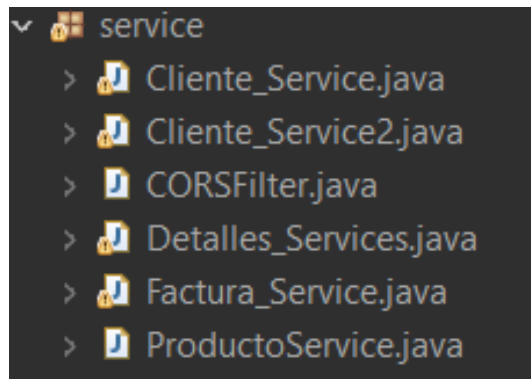 service
Cliente_Service.java
Cliente_Service2.java
CORSFilter.java
Detalles_Services.java
Factura_Service.java
ProductoService.java